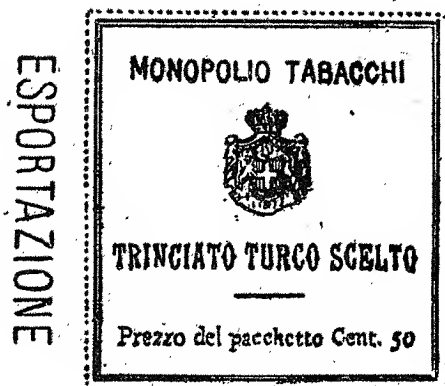 ESPORTAZIONE
MONOPOLIO TABACCHI
TRINCIATO TURCO SCELTO
Prezzo del pacchetto Cent. 50